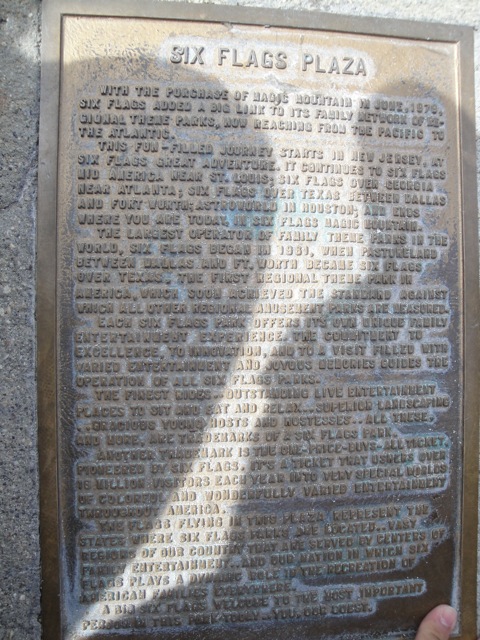 SIX FLAGS PLAZA
WITH THE PURCHASE OF MAGIC MOUNTAIN IN JUNE, 1979,
SIX FLAGS ADDED A BIG LINK TO ITS FAMILY NETWORK OF RE-
GIONAL THEME PARKS, NOW REACHING FROM THE PACIFIC TO
THE ATLANTIC.
THIS FUN-FILLED JOURNEY STARTS IN NEW JERSEY, AT
SIX FLAGS GREAT ADVENTURE. IT CONTINUES TO SIX FLAGS
MID AMERICA NEAR ST. LOUIS; SIX FLAGS OVER GEORGIA
NEAR ATLANTA; SIX FLAGS OVER TEXAS BETWEEN DALLAS
AND FORT WORTH; ASTROWORLD IN HOUSTON; AND ENDS
WHERE YOU ARE TODAY, IN SIX FLAGS MAGIC MOUNTAIN.
THE LARGEST OPERATOR OF FAMILY THEME PARKS IN THE
WORLD, SIX FLAGS BEGAN IN 1961, WHEN PASTURELAND
BETWEEN DALLAS AND FT. WORTH BECAME SIX FLAGS
OVER TEXAS. THE FIRST REGIONAL THEME PARK IN
AMERICA, WHICH SOON ACHIEVED THE STANDARD AGAINST
WHICH ALL OTHER REGIONAL AMUSEMENT PARKS ARE MEASURED.
EACH SIX FLAGS PARK OFFERS ITS OWN UNIQUE FAMILY
ENTERTAINMENT EXPERIENCE. THE COMMITMENT TO
EXCELLENCE, TO INNOVATION, AND TO A VISIT FILLED WITH
VARIED ENTERTAINMENT AND JOYOUS MEMORIES GUIDES THE
OPERATION OF ALL SIX FLAGS PARKS.
THE FINEST RIDES...OUTSTANDING LIVE ENTERTAINMENT
PLACES TO SIT AND EAT AND RELAX...SUPERIOR LANDSCAPING
...GRACIOUS YOUNG HOSTS AND HOSTESSES...ALL THESE,
AND MORE, ARE TRADEMARKS OF A SIX FLAGS PARK.
ANOTHER TRADEMARK IS THE ONE-PRICE-BUYS-ALL TICKET,
PIONEERED BY SIX FLAGS. IT'S A TICKET THAT USHERS OVER
MILLION VISITORS EACH YEAR INTO VERY SPECIAL WORLDS
OF COLORFUL AND WONDERFULLY VARIED ENTERTAINMENT
THROUGHOUT AMERICA.
THE FLAGS FLYING IN THIS PLAZA REPRESENT THE
STATES WHERE SIX FLAGS PARKS ARE LOCATED...VAST
REGIONS OF OUR COUNTRY THAT ARE SERVED BY CENTERS OF
FAMILY ENTERTAINMENT...AND OUR NATION IN WHICH SIX
FLAGS PLAYS A DYNAMIC ROLE IN THE RECREATION OF
AMERICAN FAMILIES EVERYWHERE.
A BIG SIX FLAGS WELCOME TO THE MOST IMPORTANT
PERSON IN THIS PARK TODAY...YOU, OUR GUEST.